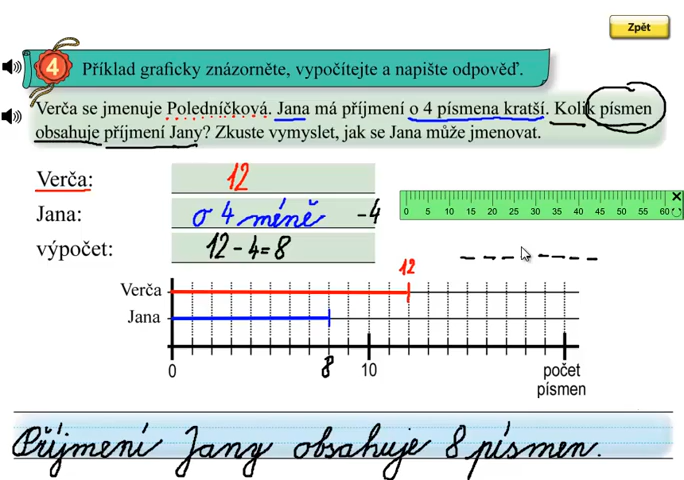 Zpět
4 Příklad graficky znázorněte, vypočítejte a napište odpověď.
Verča se jmenuje Poledníčková. Jana má příjmení o 4 písmena kratší. Kolik písmen
obsahuje příjmení Jany? Zkuste vymyslet, jak se Jana může jmenovat.
Verča: 12
Jana: o 4 méně -4
0 5 10 15 20 25 30 35 40 45 50 55 60
výpočet: 12 - 4 = 8
12
Verča
Jana
0 8 10 počet
písmen
Příjmení Jany obsahuje 8 písmen.